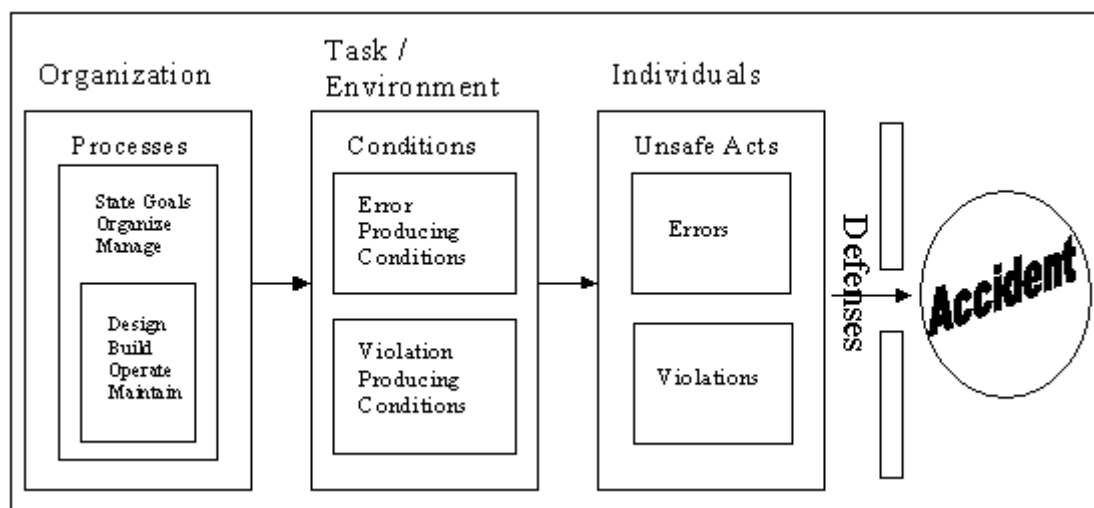 Organization
Processes
State Goals
Organize
Manage
Design
Build
Operate
Maintain
Task /
Environment
Conditions
Error
Producing
Conditions
Violation
Producing
Conditions
Individuals
Unsafe Acts
Errors
Violations
Defenses
Accident